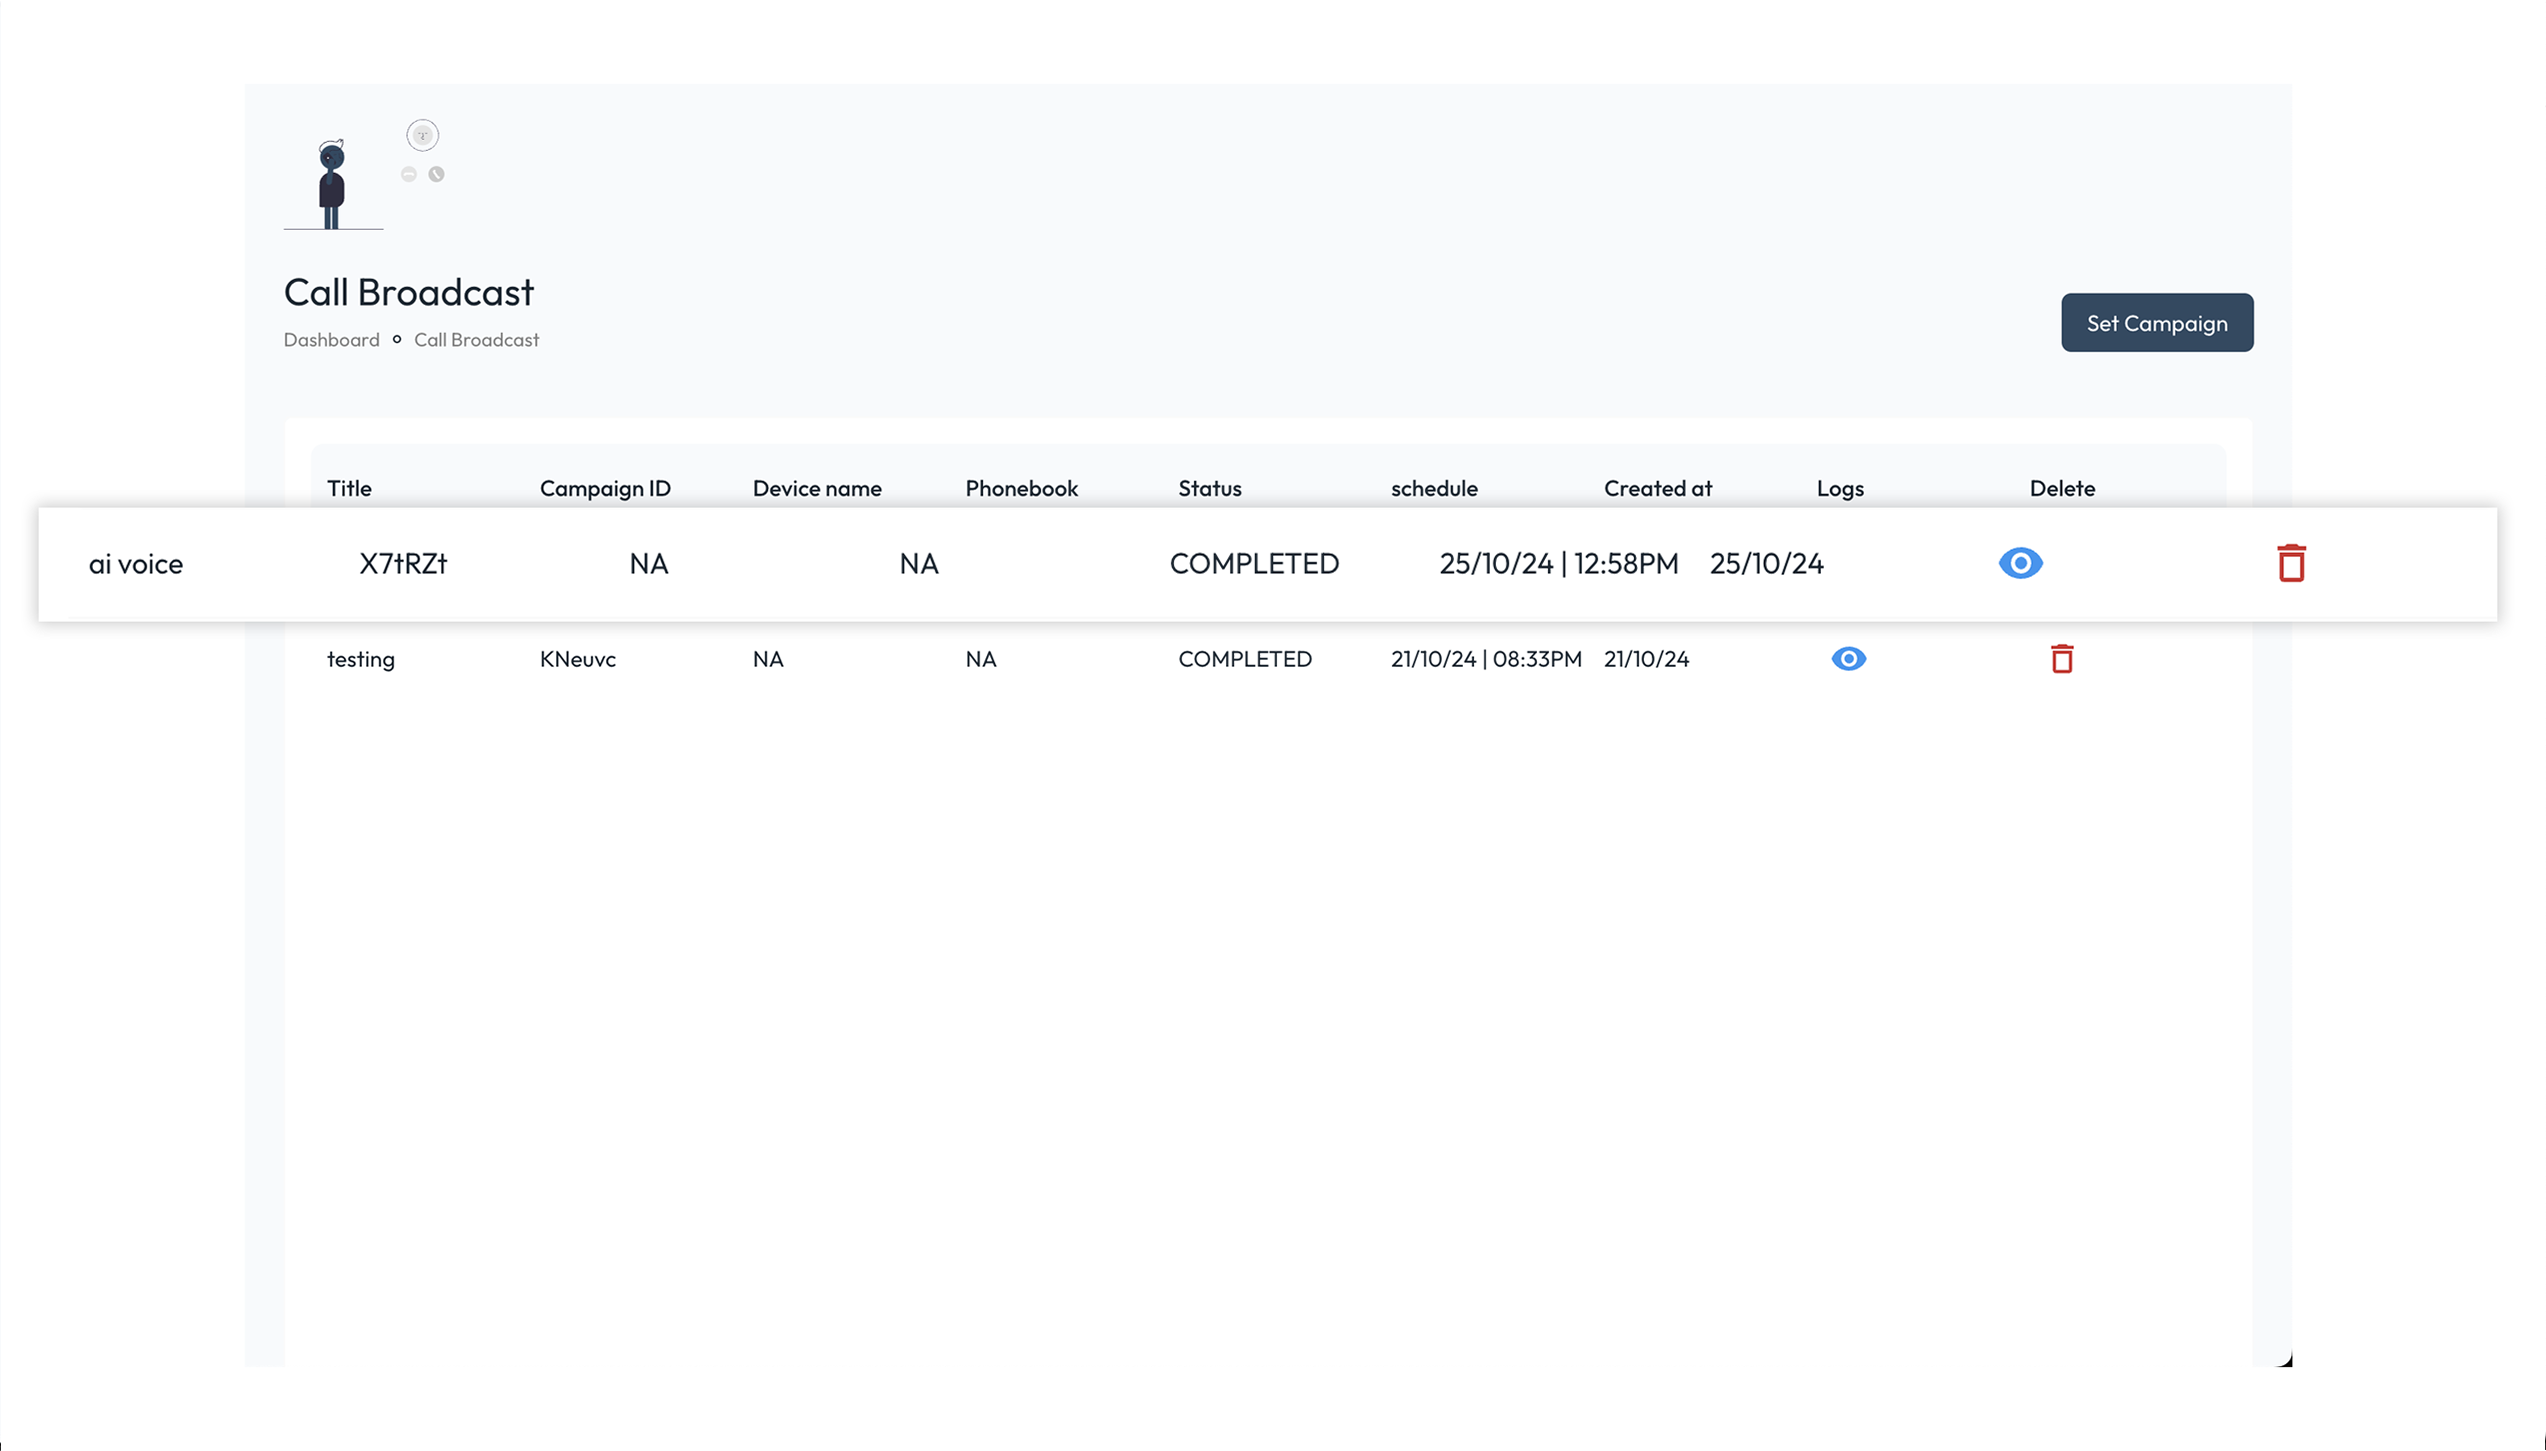 Call Broadcast
Dashboard Call Broadcast
Set Campaign
Title Campaign ID Device name Phonebook Status schedule Created at Logs Delete
ai voice X7tRZt NA NA COMPLETED 25/10/24 | 12:58PM 25/10/24
testing KNeuvc NA NA COMPLETED 21/10/24 | 08:33PM 21/10/24